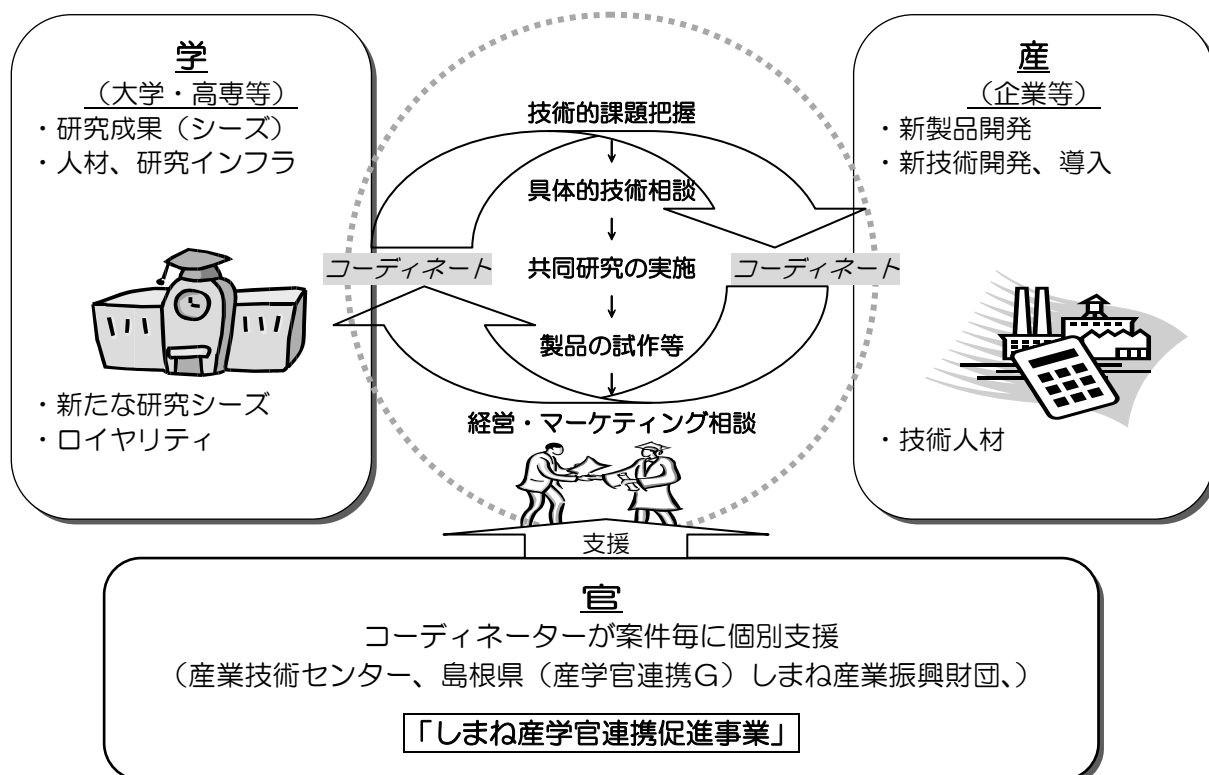 学
（大学・高専等）
・研究成果（シーズ）
・人材、研究インフラ
・新たな研究シーズ
・ロイヤリティ
技術的課題把握
↓
具体的技術相談
↓
コーディネート
共同研究の実施
コーディネート
↓
製品の試作等
↓
経営・マーケティング相談
産
（企業等）
・新製品開発
・新技術開発、導入
・技術人材
支援
官
コーディネーターが案件毎に個別支援
（産業技術センター、島根県（産学官連携G）しまね産業振興財団、）
「しまね産学官連携促進事業」